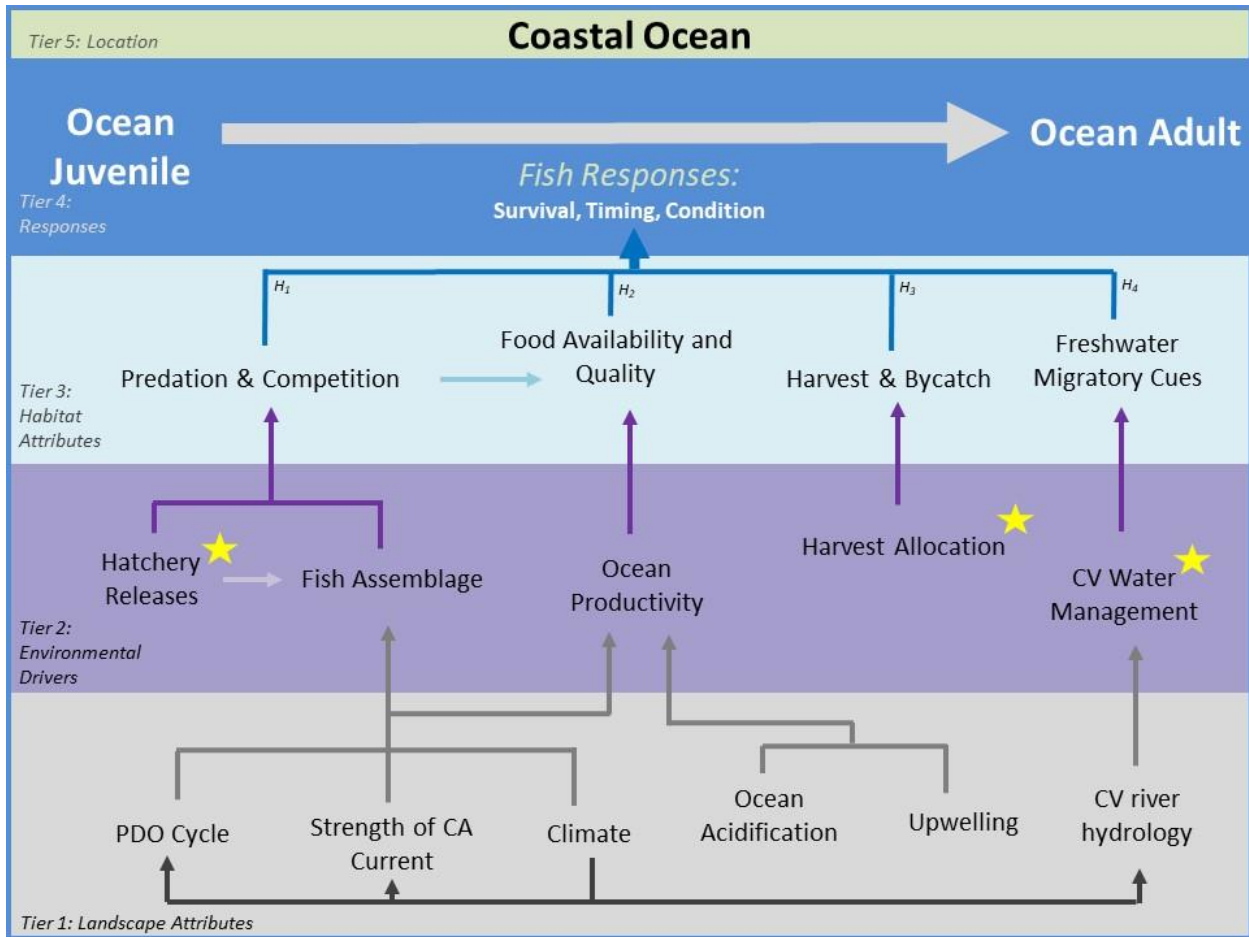 Tier 5: Location
Coastal Ocean
Ocean
Juvenile
Ocean Adult
Fish Responses:
Survival, Timing, Condition
Tier 4:
Responses
H1
H2
H3
H4
Predation & Competition
Food Availability and
Quality
Harvest & Bycatch
Freshwater
Migratory Cues
Tier 3:
Habitat
Attributes
Hatchery
Releases
Fish Assemblage
Ocean
Productivity
Harvest Allocation
CV Water
Management
Tier 2:
Environmental
Drivers
PDO Cycle
Strength of CA
Current
Climate
Ocean
Acidification
Upwelling
CV river
hydrology
Tier 1: Landscape Attributes